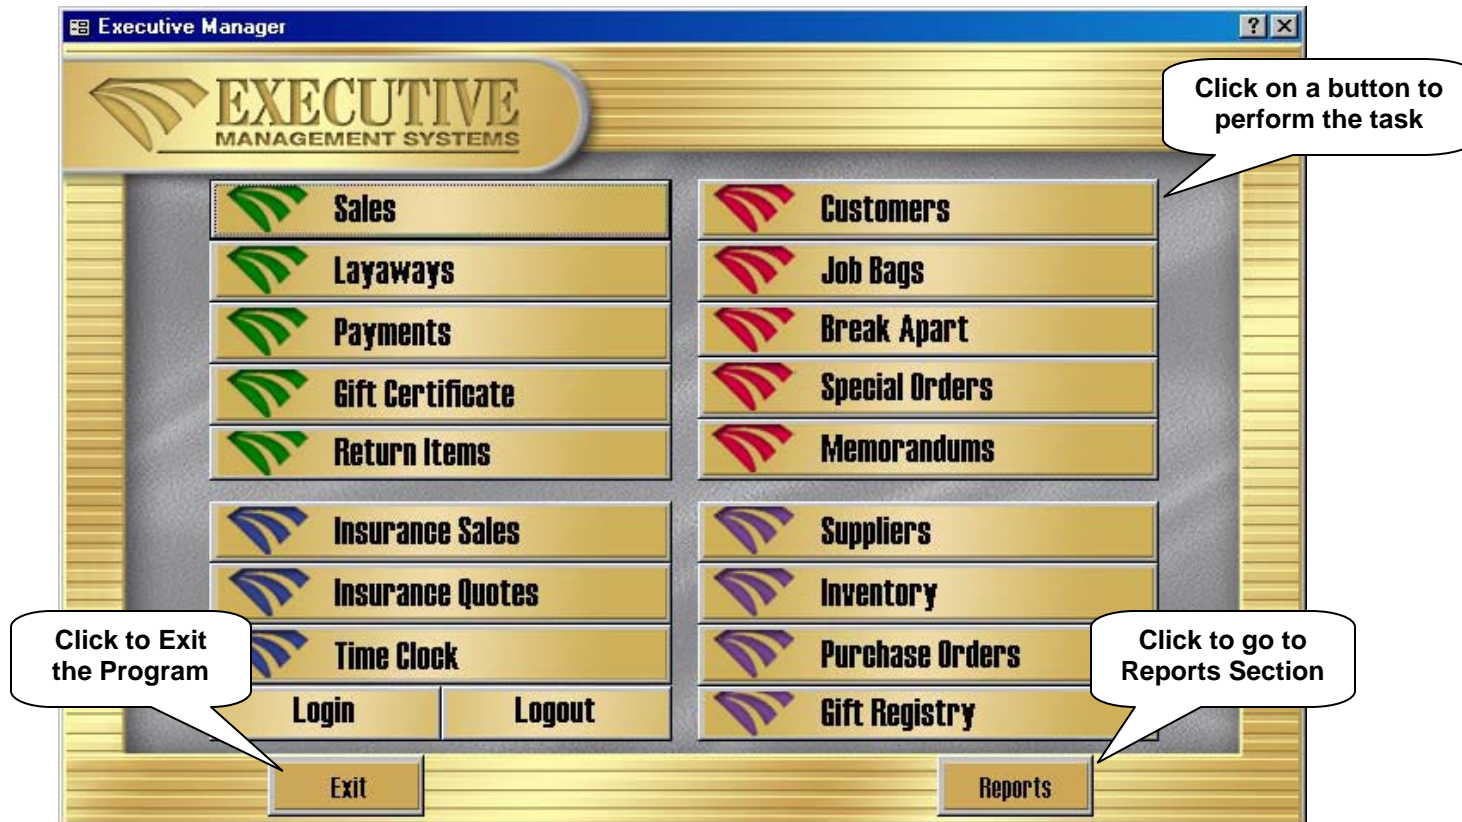 Executive Manager
EXECUTIVE
MANAGEMENT SYSTEMS
Click on a button to
perform the task
Sales
Layaways
Payments
Gift Certificate
Return Items
Customers
Job Bags
Break Apart
Special Orders
Memorandums
Insurance Sales
Insurance Quotes
Time Clock
Login
Logout
Suppliers
Inventory
Purchase Orders
Gift Registry
Click to Exit
the Program
Click to go to
Reports Section
Exit
Reports